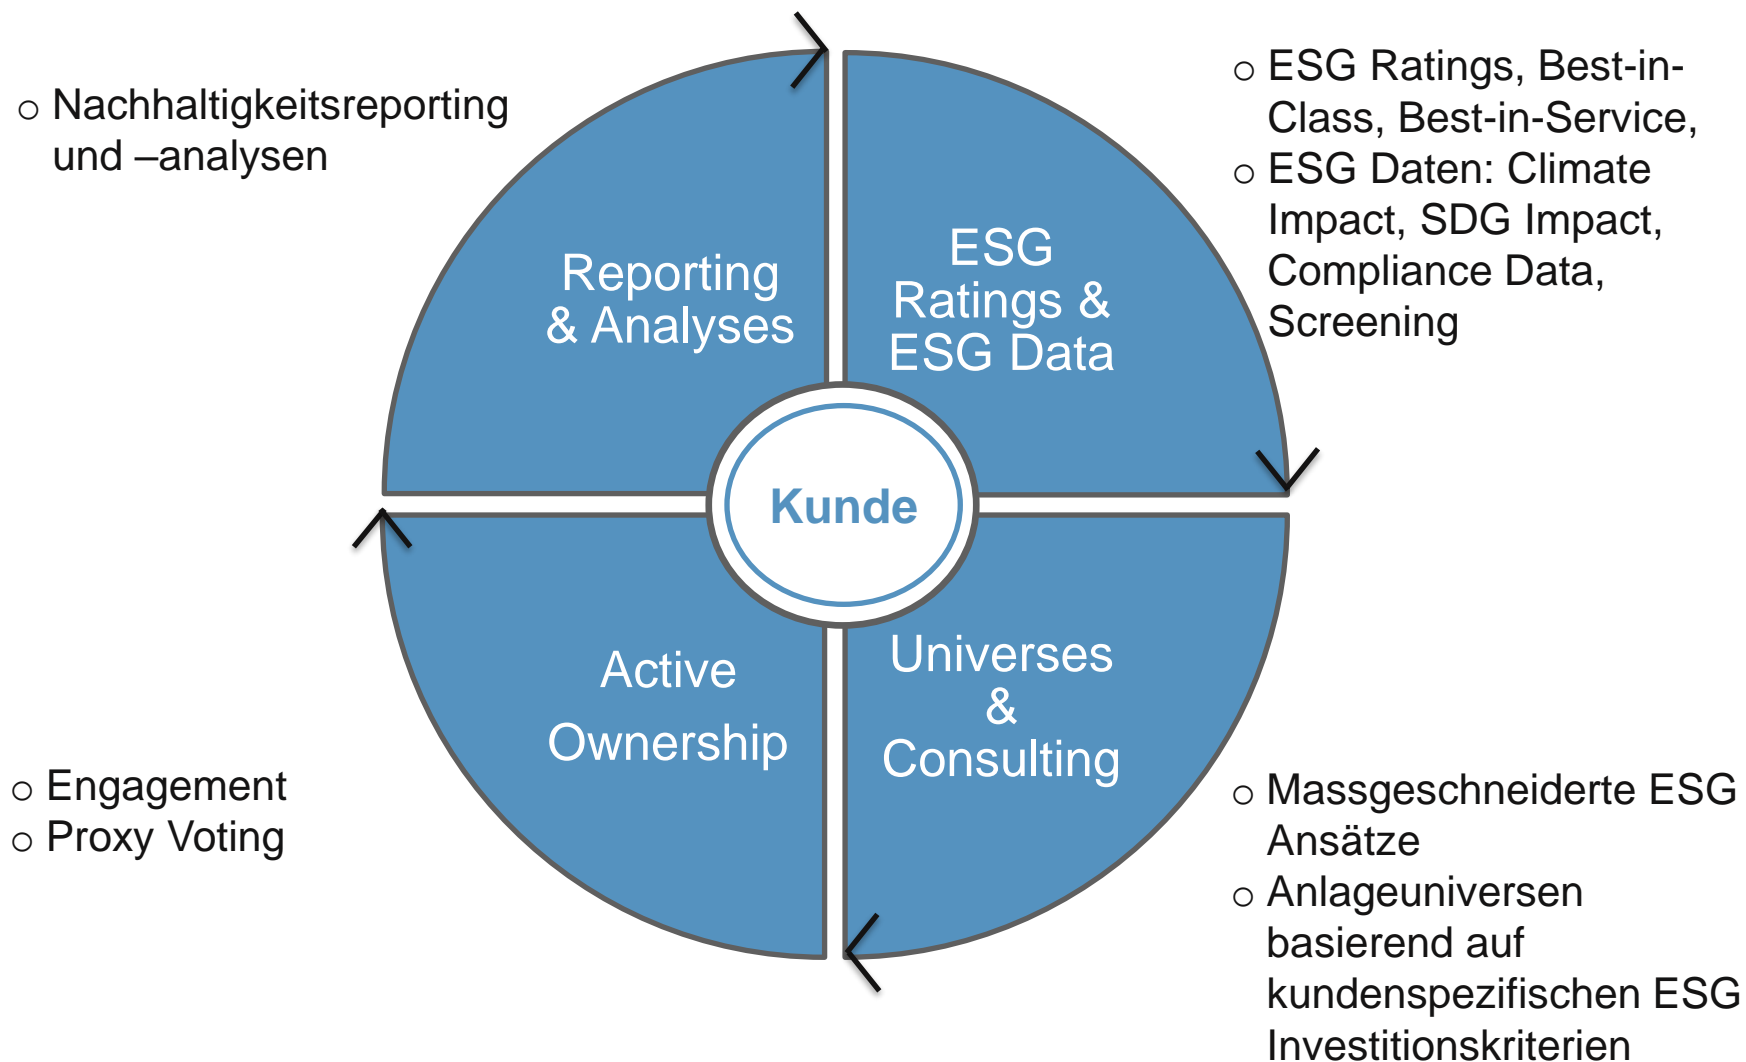 ○ Nachhaltigkeitsreporting
und –analysen
○ ESG Ratings, Best-in-
Class, Best-in-Service,
○ ESG Daten: Climate
Impact, SDG Impact,
Compliance Data,
Screening
Reporting
& Analyses
ESG
Ratings &
ESG Data
Kunde
Active
Ownership
Universes
&
Consulting
○ Engagement
○ Proxy Voting
○ Massgeschneiderte ESG
Ansätze
○ Anlageuniversen
basierend auf
kundenspezifischen ESG
Investitionskriterien